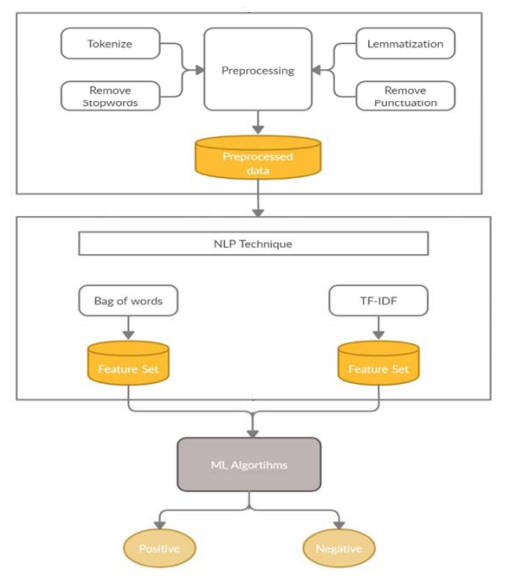 Tokenize
Preprocessing
Lemmatization
Remove
Stopwords
Remove
Punctuation
Preprocessed
data
NLP Technique
Bag of words
TF-IDF
Feature Set
Feature Set
ML Algortihms
Positive
Negative